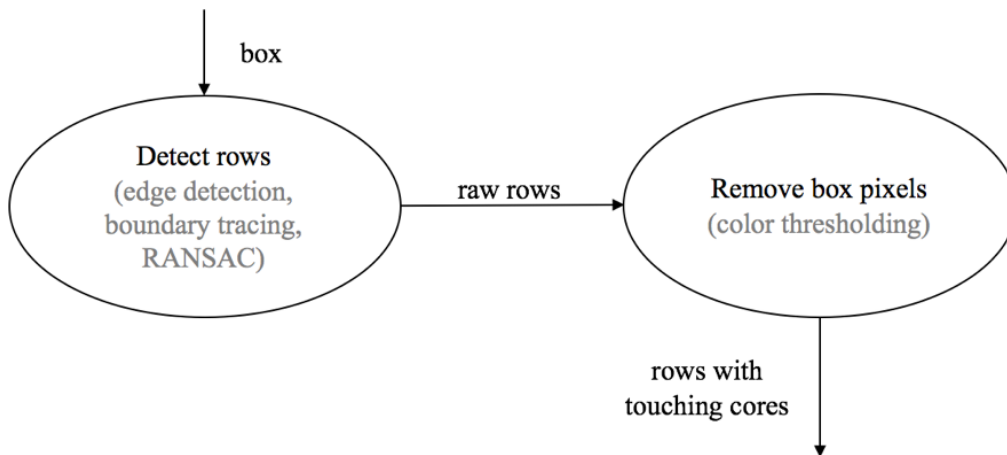 box
Detect rows
(edge detection,
boundary tracing,
RANSAC)
raw rows
Remove box pixels
(color thresholding)
rows with
touching cores